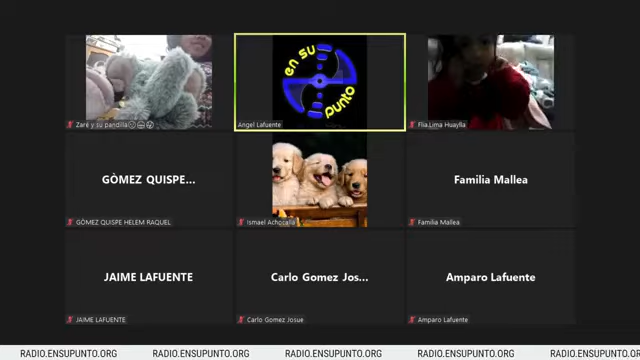 en su
punto
Zaré y su pandilla
Angel Lafuente
Flia.Lima Huaylla
GÒMEZ QUISPE...
GÒMEZ QUISPE HELEM RAQUEL
Ismael Achocalla
Familia Mallea
Familia Mallea
JAIME LAFUENTE
JAIME LAFUENTE
Carlo Gomez Jos...
Carlo Gomez Josue
Amparo Lafuente
Amparo Lafuente
RADIO.ENSUPUNTO.ORG RADIO.ENSUPUNTO.ORG RADIO.ENSUPUNTO.ORG RADIO.ENSUPUNTO.ORG RADIO.ENSUPUNTO.OR